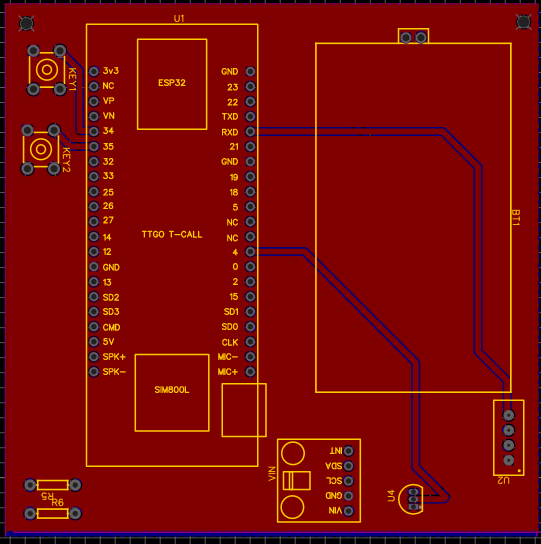 U1
KEY1
KEY2
ESP32
3v3
NC
VP
VN
34
35
32
33
25
26
27
14
12
GND
13
SD2
SD3
CMD
5V
SPK+
SPK-
GND
23
22
TXD
RXD
21
GND
19
18
5
NC
NC
4
0
2
15
SD1
SD0
CLK
MIC-
MIC+
TTGO T-CALL
SIM800L
BT1
U2
VIN
INT
SDA
SCL
GND
VIN
U4
R5
R6